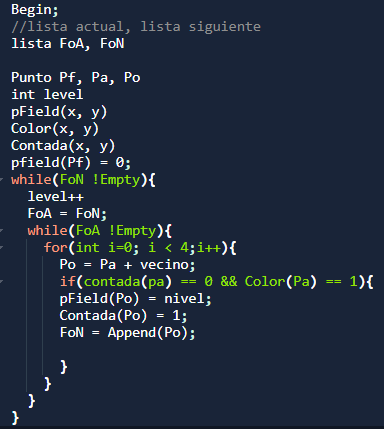 Begin;
//lista actual, lista siguiente
lista FoA, FoN

Punto Pf, Pa, Po
int level
pField(x, y)
Color(x, y)
Contada(x, y)
pfield(Pf) = 0;
while(FoN !Empty){
  level++
  FoA = FoN;
  while(FoA !Empty){
    for(int i=0; i < 4;i++){
      Po = Pa + vecino;
      if(contada(pa) == 0 && Color(Pa) == 1){
      pField(Po) = nivel;
      Contada(Po) = 1;
      FoN = Append(Po);

      }
    }
  }
}